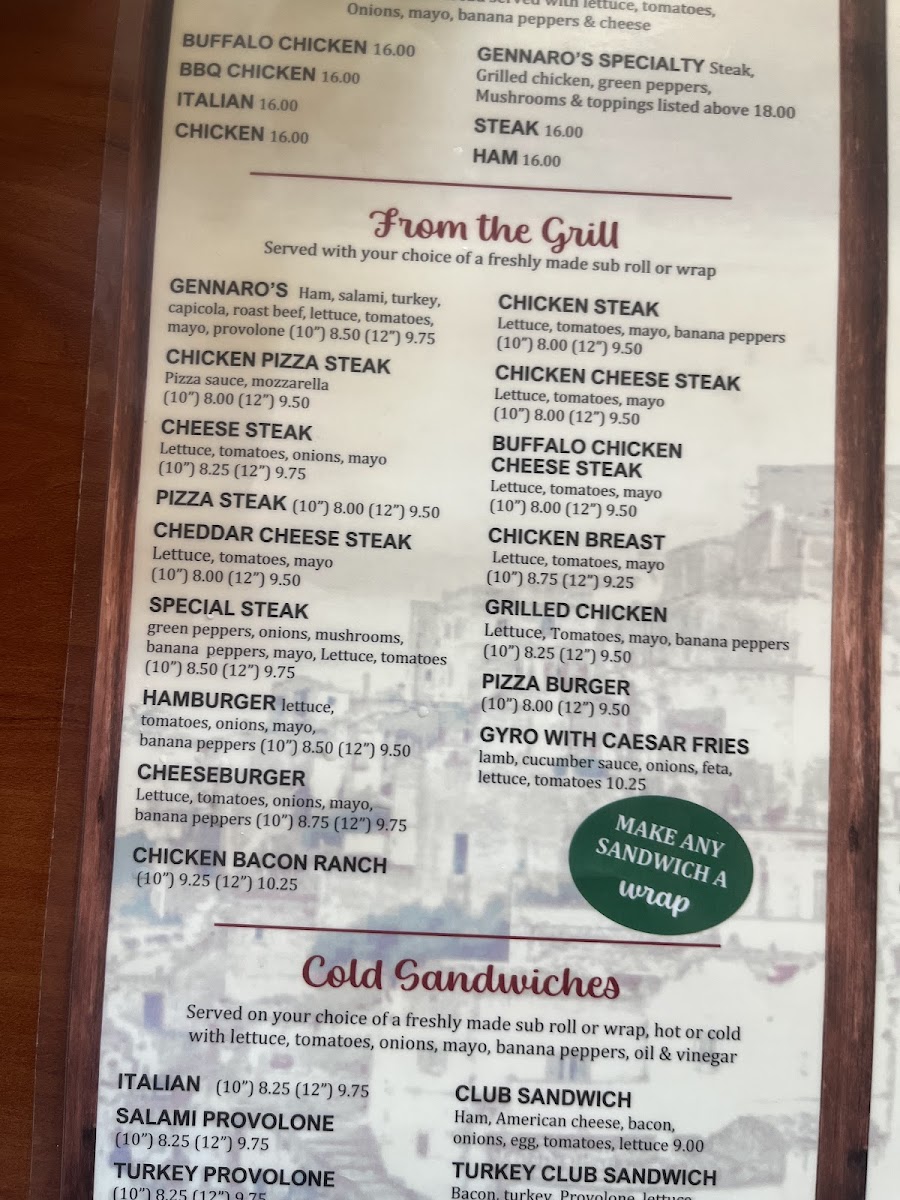 served with lettuce, tomatoes,
Onions, mayo, banana peppers & cheese
BUFFALO CHICKEN 16.00
BBQ CHICKEN 16.00
ITALIAN 16.00
CHICKEN 16.00
GENNARO'S SPECIALTY Steak,
Grilled chicken, green peppers,
Mushrooms & toppings listed above 18.00
STEAK 16.00
HAM 16.00
From the Grill
Served with your choice of a freshly made sub roll or wrap
GENNARO'S Ham, salami, turkey,
capicola, roast beef, lettuce, tomatoes,
mayo, provolone (10") 8.50 (12") 9.75
CHICKEN PIZZA STEAK
Pizza sauce, mozzarella
(10") 8.00 (12") 9.50
CHEESE STEAK
Lettuce, tomatoes, onions, mayo
(10") 8.25 (12") 9.75
PIZZA STEAK (10") 8.00 (12") 9.50
CHEDDAR CHEESE STEAK
Lettuce, tomatoes, mayo
(10") 8.00 (12") 9.50
SPECIAL STEAK
green peppers, onions, mushrooms,
banana peppers, mayo, Lettuce, tomatoes
(10") 8.50 (12") 9.75
HAMBURGER lettuce,
tomatoes, onions, mayo,
banana peppers (10") 8.50 (12") 9.50
CHEESEBURGER
Lettuce, tomatoes, onions, mayo,
banana peppers (10") 8.75 (12") 9.75
CHICKEN BACON RANCH
(10") 9.25 (12") 10.25
CHICKEN STEAK
Lettuce, tomatoes, mayo, banana peppers
(10") 8.00 (12") 9.50
CHICKEN CHEESE STEAK
Lettuce, tomatoes, mayo
(10") 8.00 (12") 9.50
BUFFALO CHICKEN
CHEESE STEAK
Lettuce, tomatoes, mayo
(10") 8.00 (12") 9.50
CHICKEN BREAST
Lettuce, tomatoes, mayo
(10") 8.75 (12") 9.25
GRILLED CHICKEN
Lettuce, Tomatoes, mayo, banana peppers
(10") 8.25 (12") 9.50
PIZZA BURGER
(10") 8.00 (12") 9.50
GYRO WITH CAESAR FRIES
lamb, cucumber sauce, onions, feta,
lettuce, tomatoes 10.25
MAKE ANY
SANDWICH A
wrap
Cold Sandwiches
Served on your choice of a freshly made sub roll or wrap, hot or cold
with lettuce, tomatoes, onions, mayo, banana peppers, oil & vinegar
ITALIAN (10") 8.25 (12") 9.75
SALAMI PROVOLONE
(10") 8.25 (12") 9.75
TURKEY PROVOLONE
(10") 8.25 (12") 9.75
CLUB SANDWICH
Ham, American cheese, bacon,
onions, egg, tomatoes, lettuce 9.00
TURKEY CLUB SANDWICH
Bacon, turkey, Provolone, lettuce